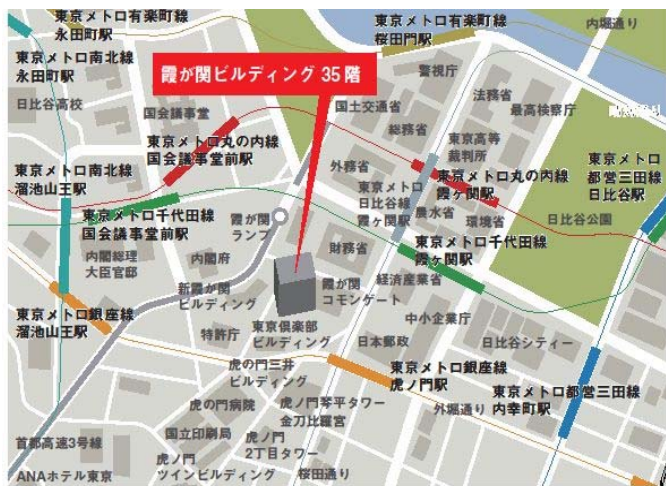 東京メトロ有楽町線
永田町駅
東京メトロ有楽町線
桜田門駅
内堀通り
東京メトロ南北線
永田町駅
霞が関ビルディング 35 階
警視庁
日比谷高校
国会議事堂
国土交通省
法務省
最高検察庁
総務省
東京メトロ丸の内線
国会議事堂前駅
東京高等
裁判所
外務省
東京メトロ南北線
溜池山王駅
東京メトロ丸の内線
霞ヶ関駅
東京メトロ
都営三田線
日比谷駅
東京メトロ
日比谷線
霞ヶ関駅
農水省
環境省
日比谷公園
東京メトロ千代田線
国会議事堂前駅
霞が関
ランプ
財務省
東京メトロ千代田線
霞ヶ関駅
内閣総理
大臣官邸
内閣府
新霞が関
ビルディング
霞が関
コモンゲート
経済産業省
東京メトロ銀座線
溜池山王駅
特許庁
東京倶楽部
ビルディング
日本郵政
中小企業庁
日比谷シティー
虎の門三井
ビルディング
東京メトロ銀座線
虎ノ門駅
虎の門病院
虎ノ門琴平タワー
金刀比羅宮
外堀通り
東京メトロ都営三田線
内幸町駅
国立印刷局
虎ノ門
2丁目タワー
首都高速3号線
虎ノ門
ツインビルディング
桜田通り
ANAホテル東京